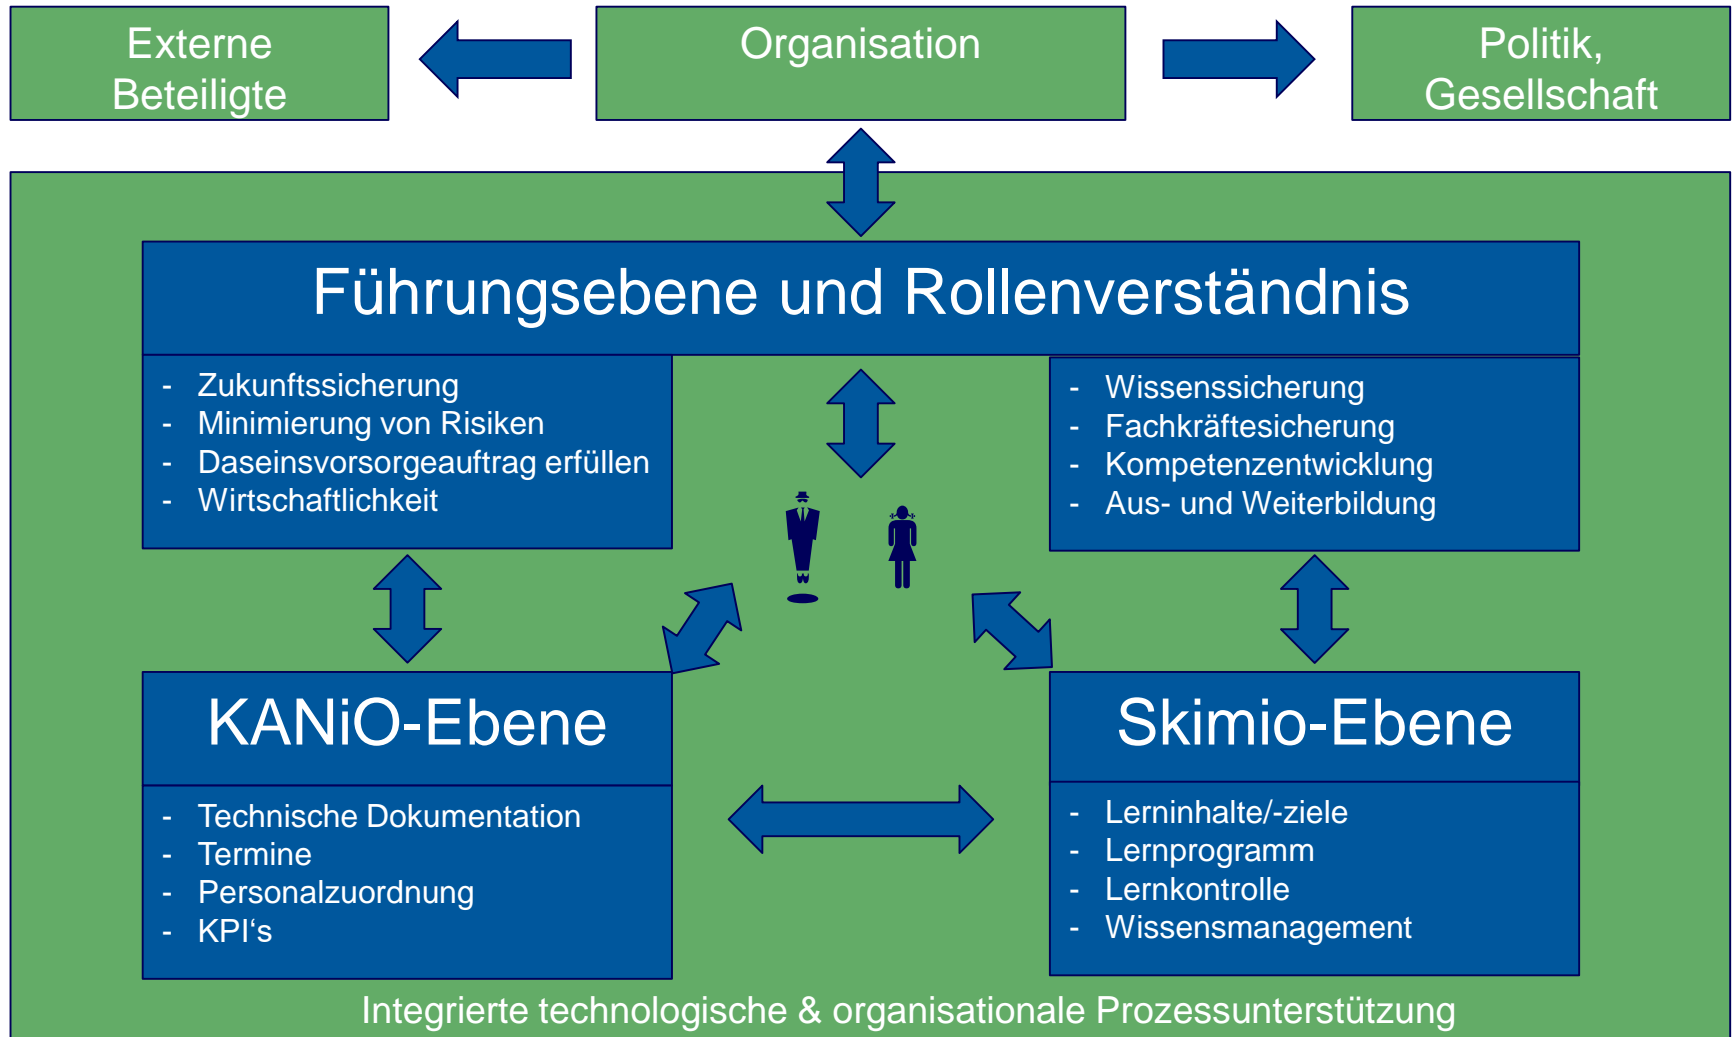 Externe
Beteiligte
Organisation
Politik,
Gesellschaft
Führungsebene und Rollenverständnis
- Zukunftssicherung
- Minimierung von Risiken
- Daseinsvorsorgeauftrag erfüllen
- Wirtschaftlichkeit
- Wissenssicherung
- Fachkräftesicherung
- Kompetenzentwicklung
- Aus- und Weiterbildung
KANiO-Ebene
- Technische Dokumentation
- Termine
- Personalzuordnung
- KPI‘s
Skimio-Ebene
- Lerninhalte/-ziele
- Lernprogramm
- Lernkontrolle
- Wissensmanagement
Integrierte technologische & organisationale Prozessunterstützung